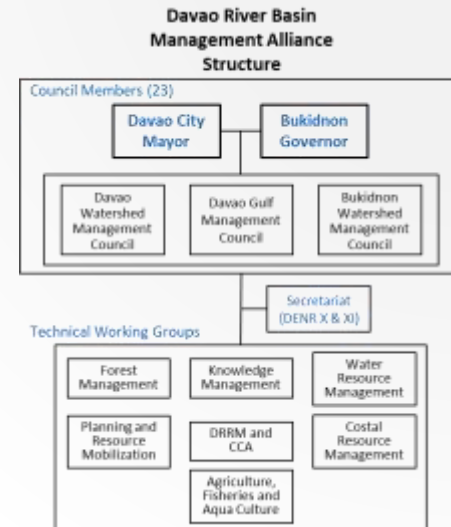 Davao River Basin
Management Alliance
Structure
Council Members (23)
Davao City
Mayor
Bukidnon
Governor
Davao
Watershed
Management
Council
Davao Gulf
Management
Council
Bukidnon
Watershed
Management
Council
Secretariat
(DENR X & XI)
Technical Working Groups
Forest
Management
Knowledge
Management
Water
Resource
Management
Planning and
Resource
Mobilization
DRRM and
CCA
Costal
Resource
Management
Agriculture,
Fisheries and
Aqua Culture